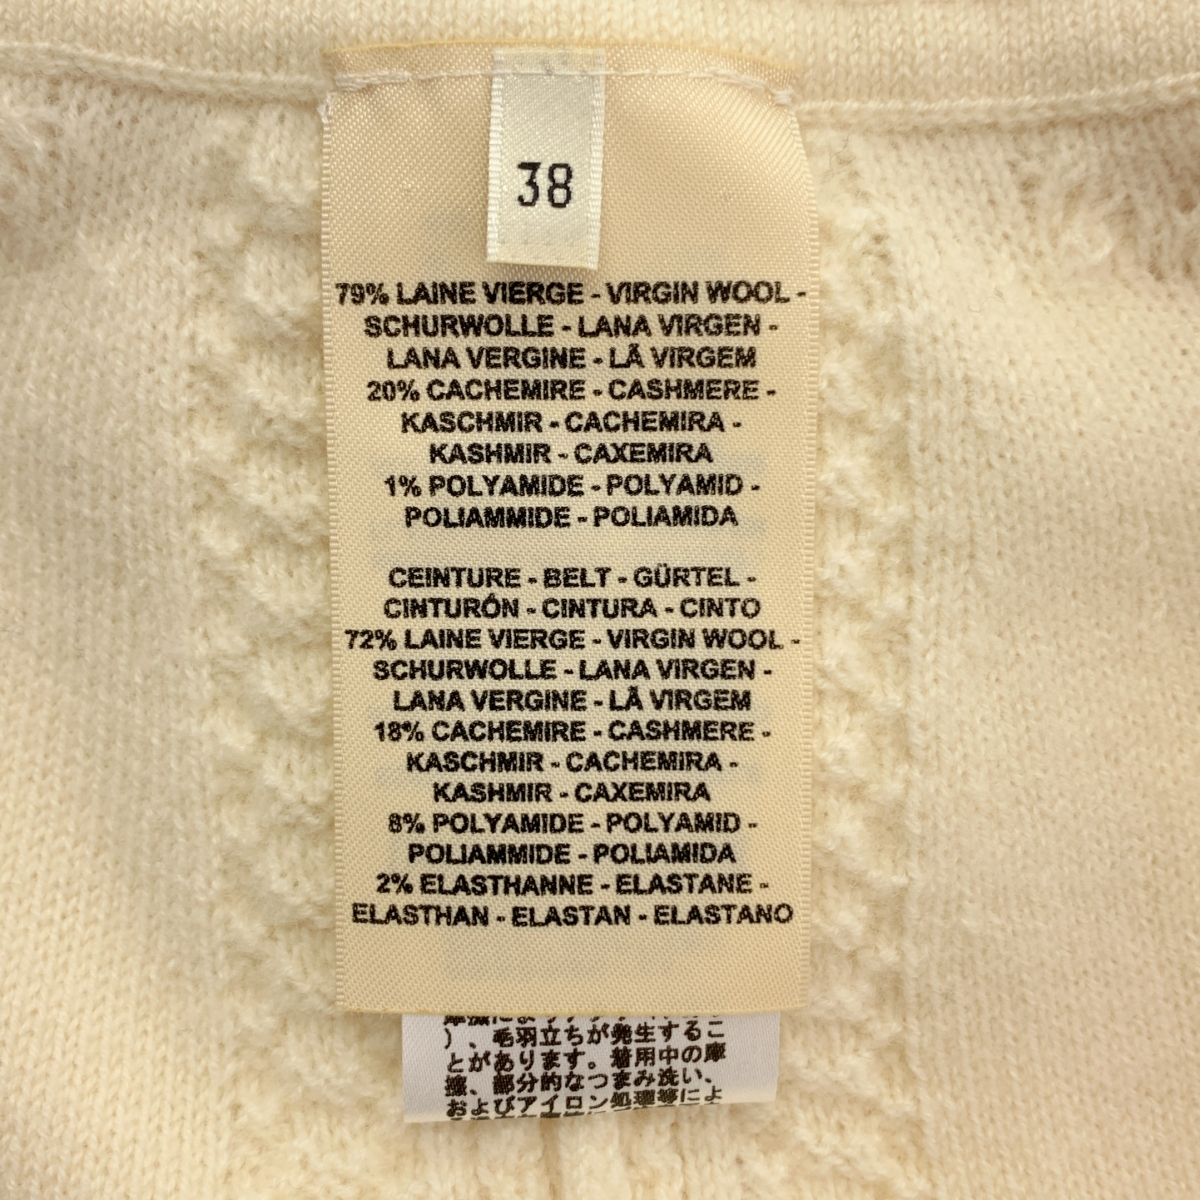 38
79% LAINE VIERGE - VIRGIN WOOL -
SCHURWOLLE - LANA VIRGEN -
LANA VERGINE - LÃ VIRGEM
20% CACHEMIRE - CASHMERE -
KASCHMIR - CACHEMIRA -
KASHMIR - CAXEMIRA
1% POLYAMIDE - POLYAMID -
POLIAMMIDE - POLIAMIDA
CEINTURE - BELT - GÜRTEL -
CINTURÓN - CINTURA - CINTO
72% LAINE VIERGE - VIRGIN WOOL -
SCHURWOLLE - LANA VIRGEN -
LANA VERGINE - LÃ VIRGEM
18% CACHEMIRE - CASHMERE -
KASCHMIR - CACHEMIRA -
KASHMIR - CAXEMIRA
8% POLYAMIDE - POLYAMID -
POLIAMMIDE - POLIAMIDA
2% ELASTHANNE - ELASTANE -
ELASTHAN - ELASTAN - ELASTANO
）、毛羽立ちが発生するこ
とがあります。着用中の摩
擦、部分的なつまみ洗い、
およびアイロン処理等によ